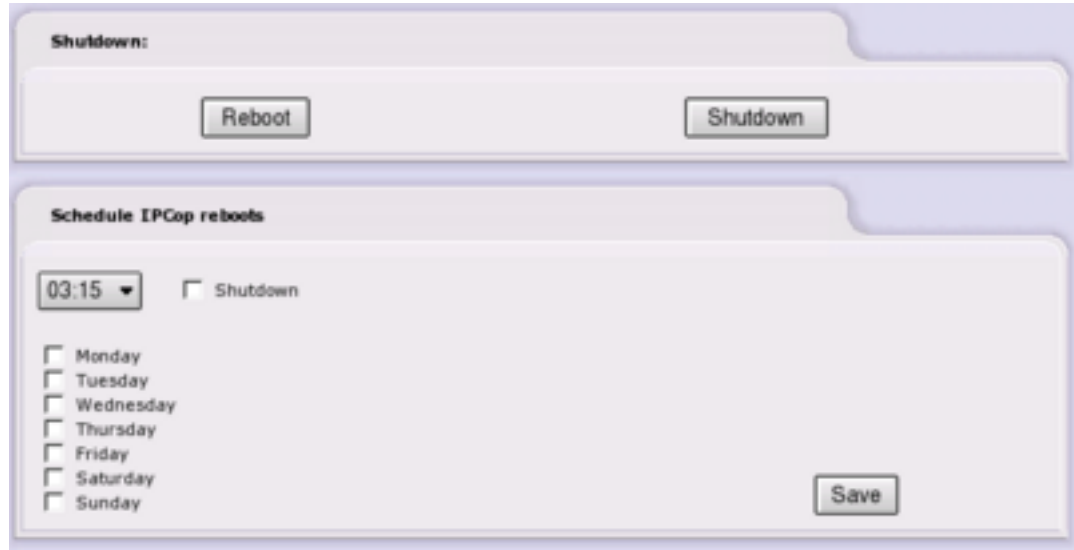 Shutdown:
Reboot Shutdown
Schedule IPCop reboots
03:15 Shutdown
Monday
Tuesday
Wednesday
Thursday
Friday
Saturday
Sunday
Save